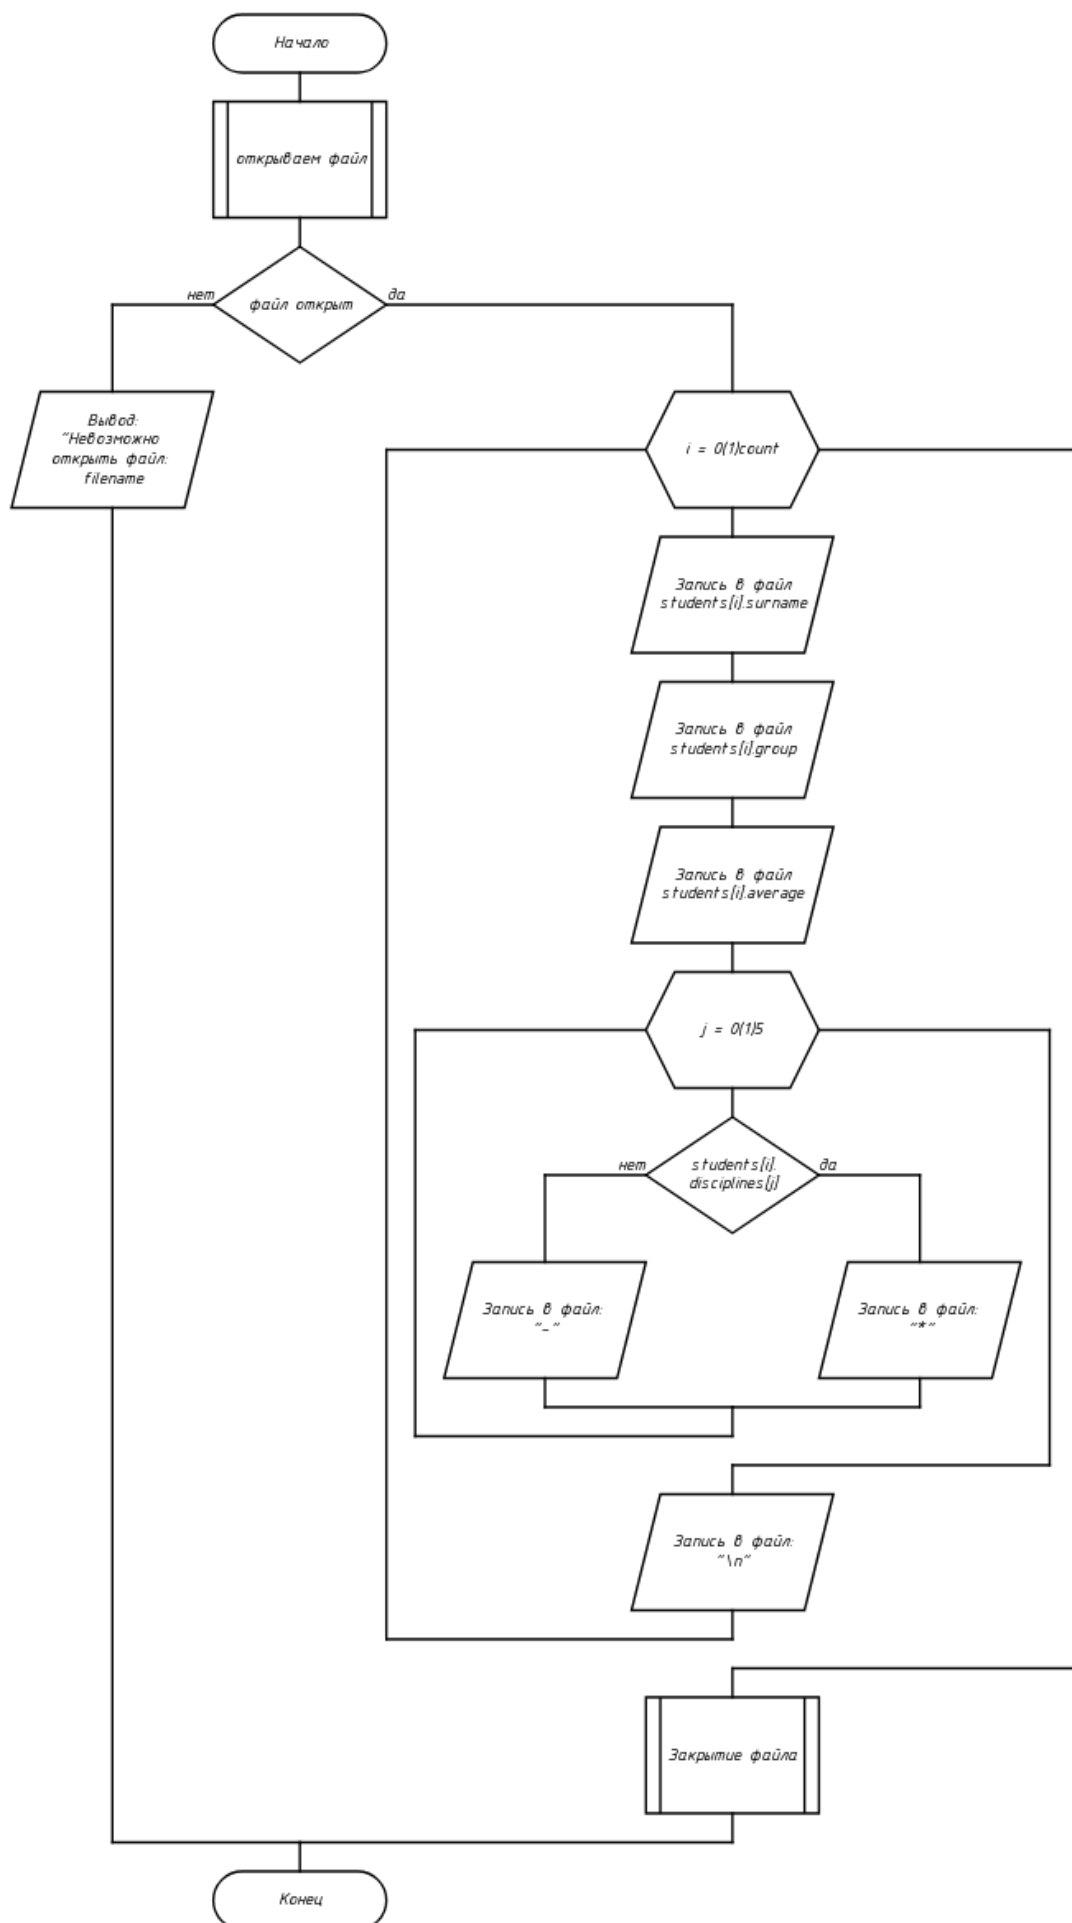 Начало
открываем файл
нет
да
файл открыт
Вывод:
"Невозможно
открыть файл:
filename
i = 0(1)count
Запись в файл
students[i].surname
Запись в файл
students[i].group
Запись в файл
students[i].average
j = 0(1)5
нет
да
students[i].
disciplines[j]
Запись в файл:
"-"
Запись в файл:
"*"
Запись в файл:
"\n"
Закрытие файла
Конец